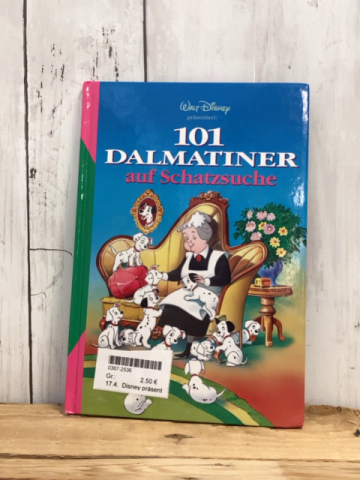 Walt Disney
präsentiert:
101
DALMATINER
auf Schatzsuche
0367-2536
Gr.:
2.50 €
17.4. Disney präsent